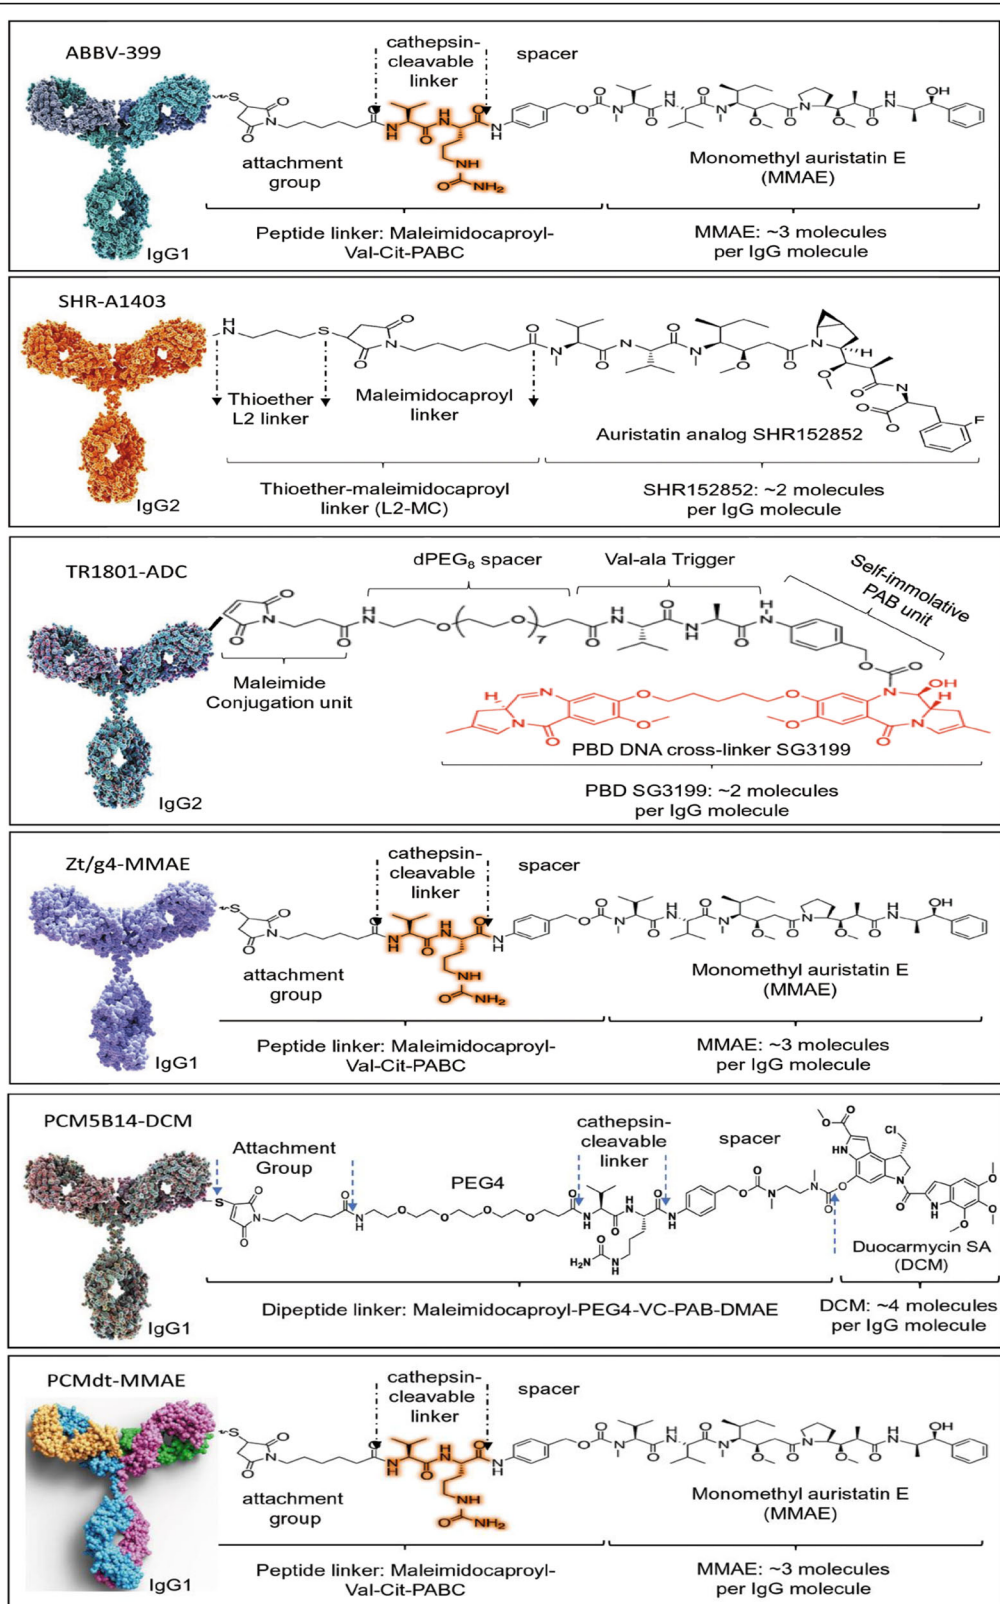 ABBV-399
cathepsin-
cleavable
linker
spacer
attachment
group
Monomethyl auristatin E
(MMAE)
IgG1
Peptide linker: Maleimidocaproyl-
Val-Cit-PABC
MMAE: ~3 molecules
per IgG molecule
SHR-A1403
Thioether
L2 linker
Maleimidocaproyl
linker
Auristatin analog SHR152852
IgG2
Thioether-maleimidocaproyl
linker (L2-MC)
SHR152852: ~2 molecules
per IgG molecule
TR1801-ADC
dPEG₈ spacer
Val-ala Trigger
Self-immolative
PAB unit
Maleimide
Conjugation unit
PBD DNA cross-linker SG3199
IgG2
PBD SG3199: ~2 molecules
per IgG molecule
Zt/g4-MMAE
cathepsin-
cleavable
linker
spacer
attachment
group
Monomethyl auristatin E
(MMAE)
IgG1
Peptide linker: Maleimidocaproyl-
Val-Cit-PABC
MMAE: ~3 molecules
per IgG molecule
PCM5B14-DCM
Attachment
Group
PEG4
cathepsin-
cleavable
linker
spacer
Duocarmycin SA
(DCM)
IgG1
Dipeptide linker: Maleimidocaproyl-PEG4-VC-PAB-DMAE
DCM: ~4 molecules
per IgG molecule
PCMdt-MMAE
cathepsin-
cleavable
linker
spacer
attachment
group
Monomethyl auristatin E
(MMAE)
IgG1
Peptide linker: Maleimidocaproyl-
Val-Cit-PABC
MMAE: ~3 molecules
per IgG molecule